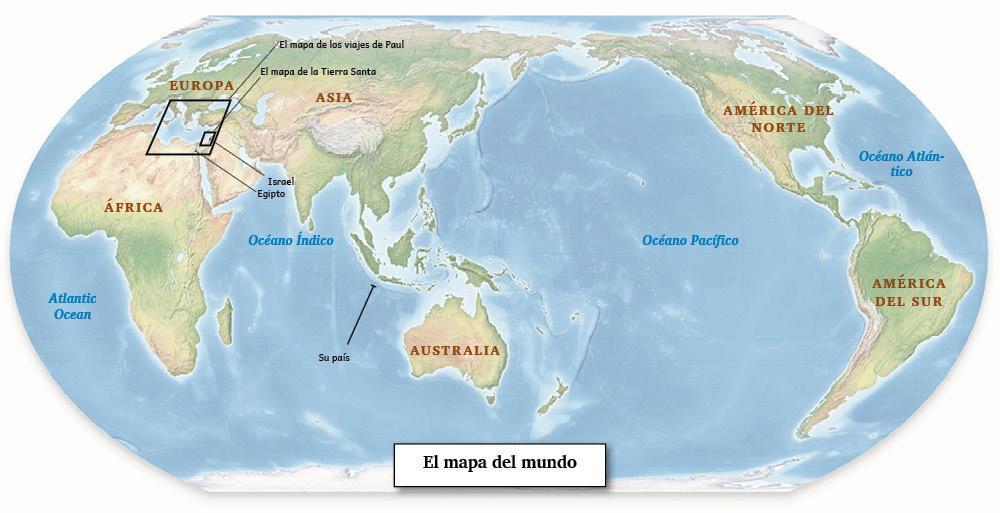 El mapa de los viajes de Paul
El mapa de la Tierra Santa
EUROPA
ASIA
AMÉRICA DEL
NORTE
Océano Atlán-
tico
Israel
Egipto
ÁFRICA
Océano Índico
Océano Pacífico
Atlantic
Ocean
AMÉRICA
DEL SUR
Su país
AUSTRALIA
El mapa del mundo